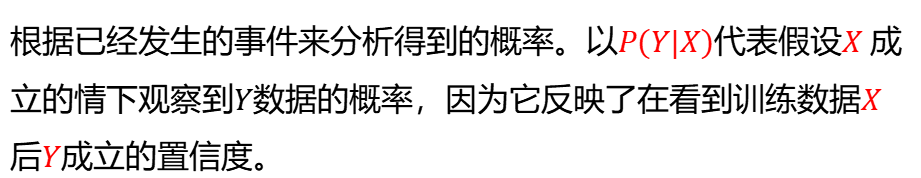 根据已经发生的事件来分析得到的概率。以P(Y|X)代表假设X 成
立的情下观察到Y数据的概率，因为它反映了在看到训练数据X
后Y成立的置信度。